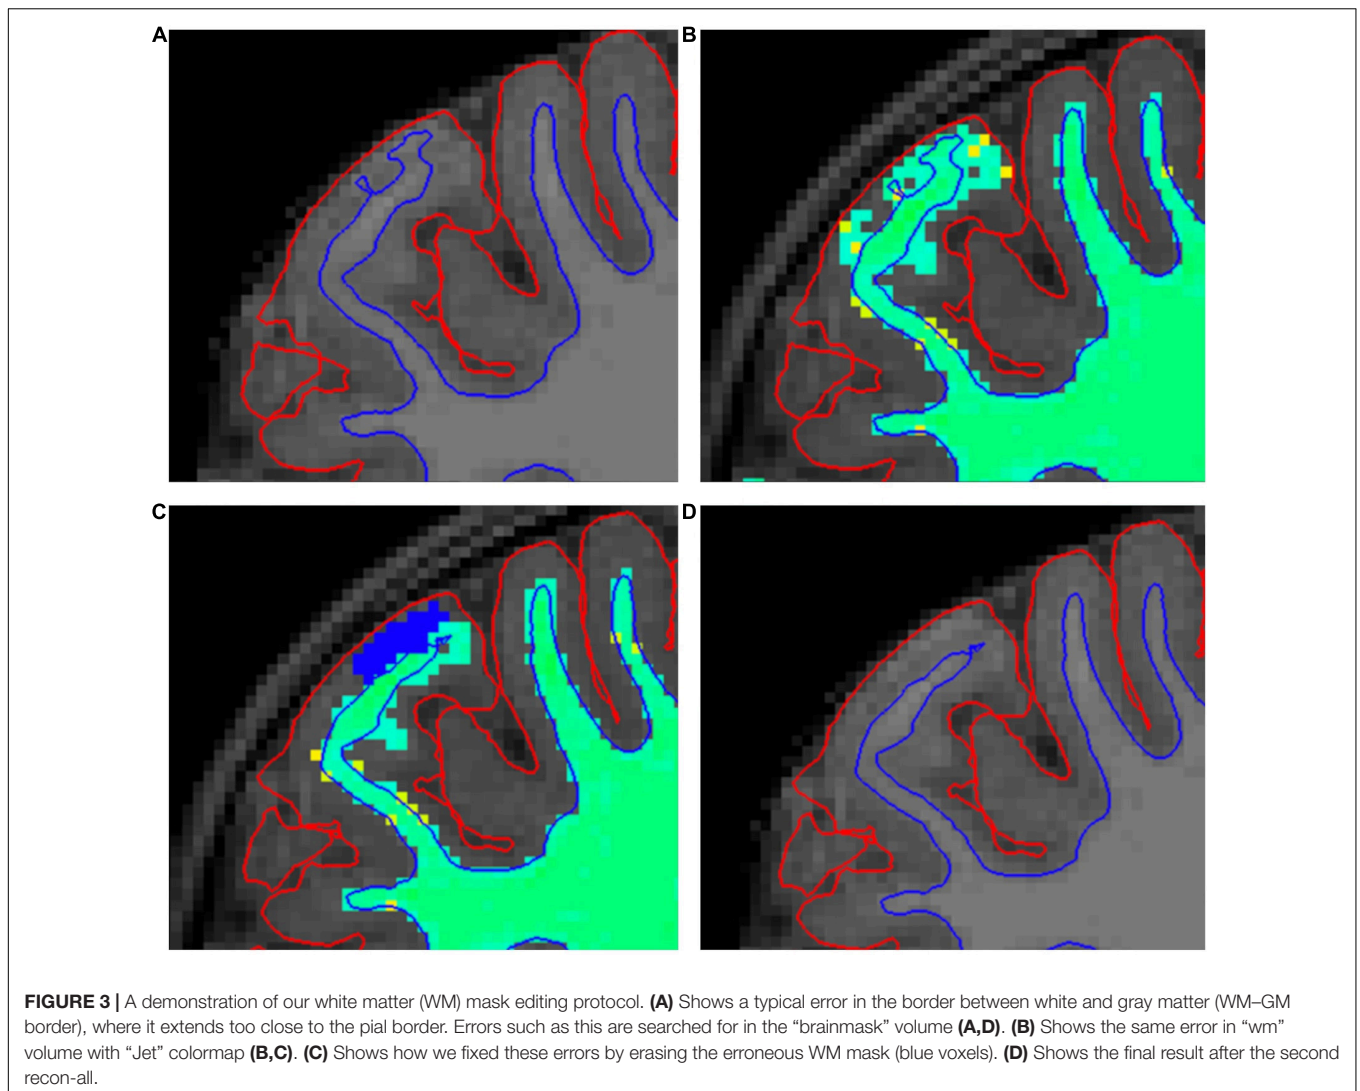 A
B
C
D
FIGURE 3 | A demonstration of our white matter (WM) mask editing protocol. (A) Shows a typical error in the border between white and gray matter (WM–GM
border), where it extends too close to the pial border. Errors such as this are searched for in the “brainmask” volume (A,D). (B) Shows the same error in “wm”
volume with “Jet” colormap (B,C). (C) Shows how we fixed these errors by erasing the erroneous WM mask (blue voxels). (D) Shows the final result after the second
recon-all.